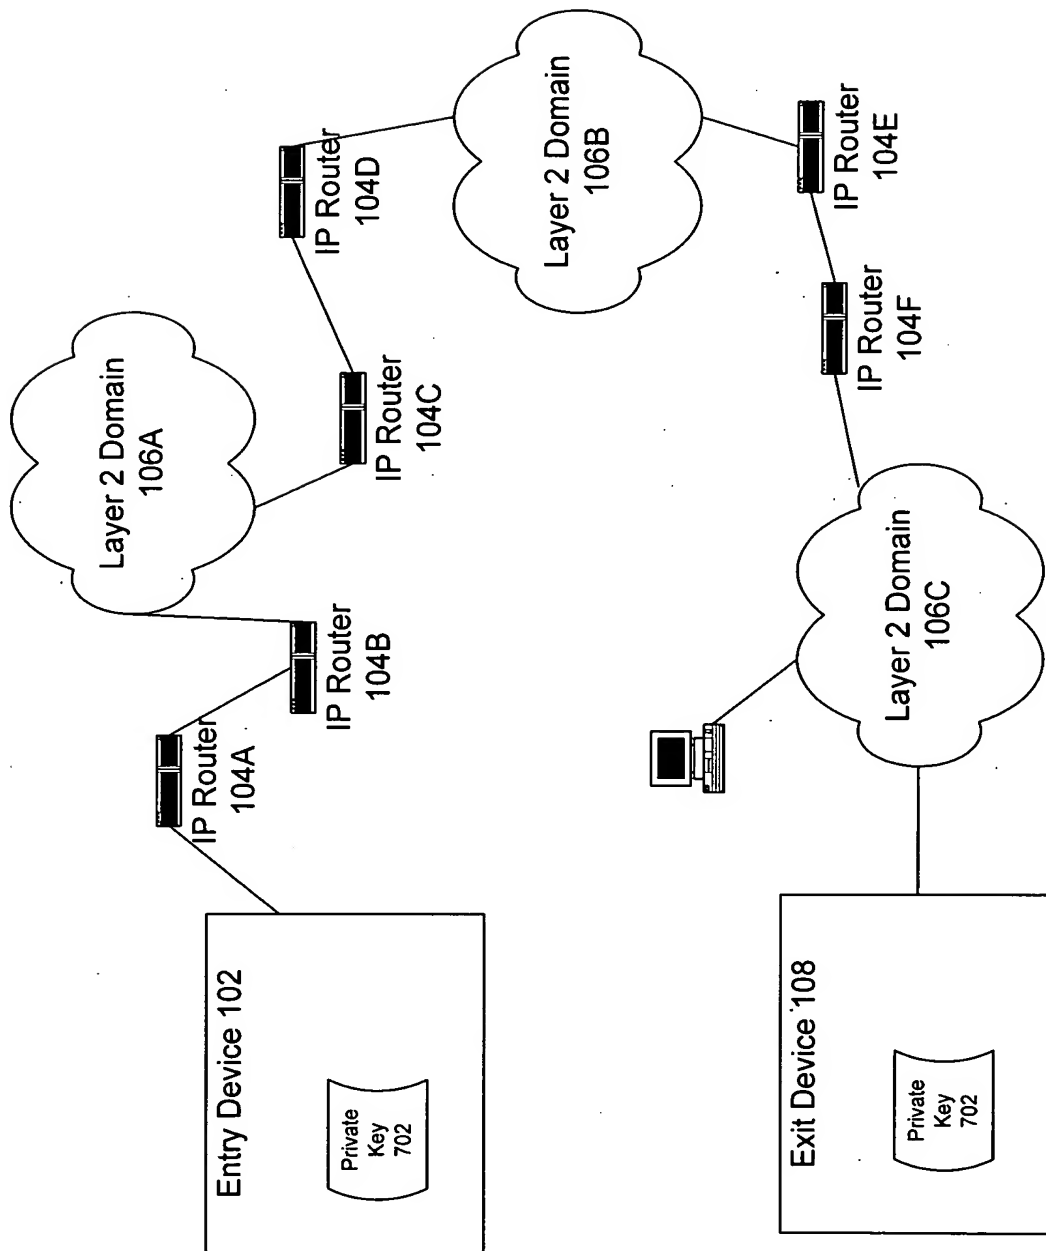 Entry Device 102
Private
Key
702
IP Router
104A
IP Router
104B
Layer 2 Domain
106A
IP Router
104C
IP Router
104D
Layer 2 Domain
106B
IP Router
104E
IP Router
104F
Layer 2 Domain
106C
Exit Device 108
Private
Key
702